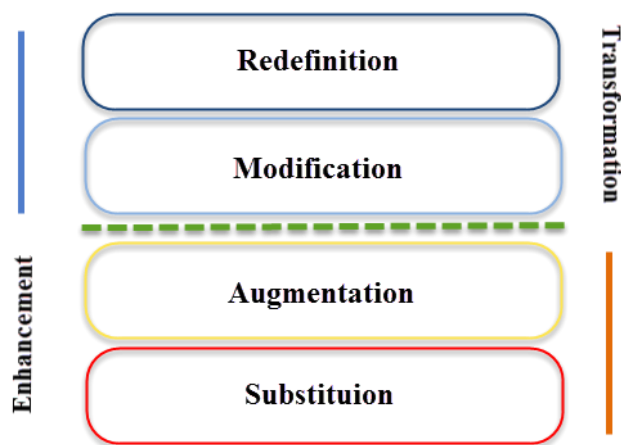 Redefinition
Transformation
Modification
Augmentation
Enhancement
Substituion